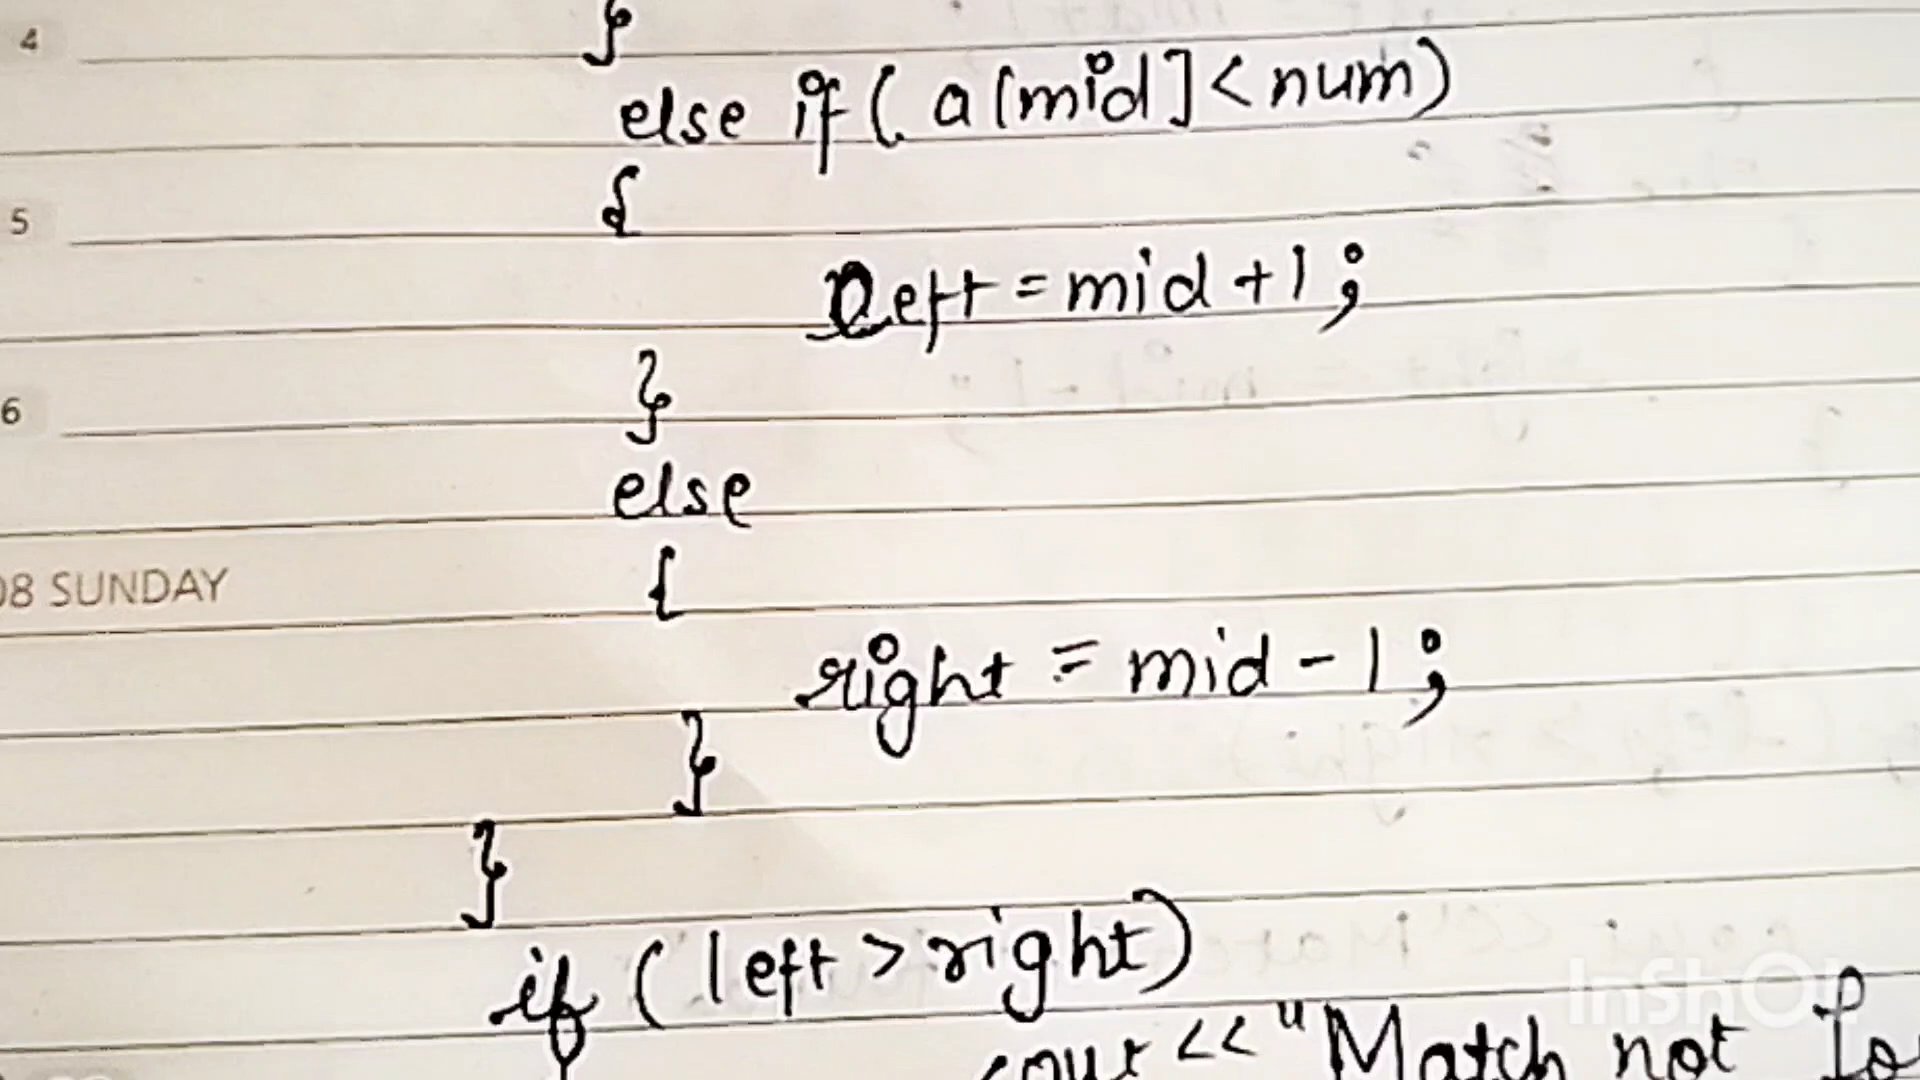 4
}
else if ( a[mid] < num)
5
{
left = mid +1 ;
6
}
else
08 SUNDAY
{
right = mid - 1 ;
}
}
if ( left > right)
InShOt
cout << "Match not